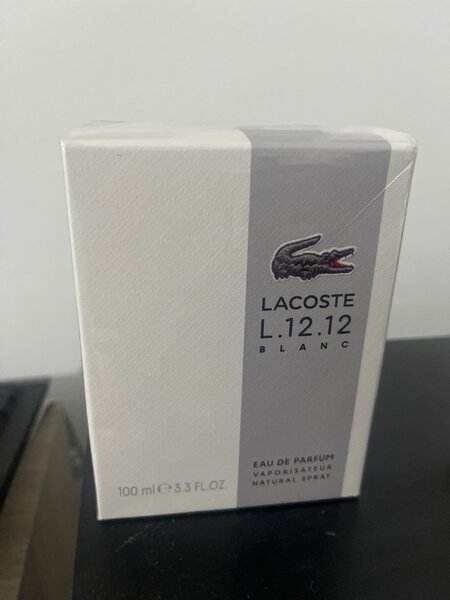 LACOSTE
L.12.12
BLANC
EAU DE PARFUM
VAPORISATEUR
NATURAL SPRAY
100 ml ℮ 3.3 FL.OZ.